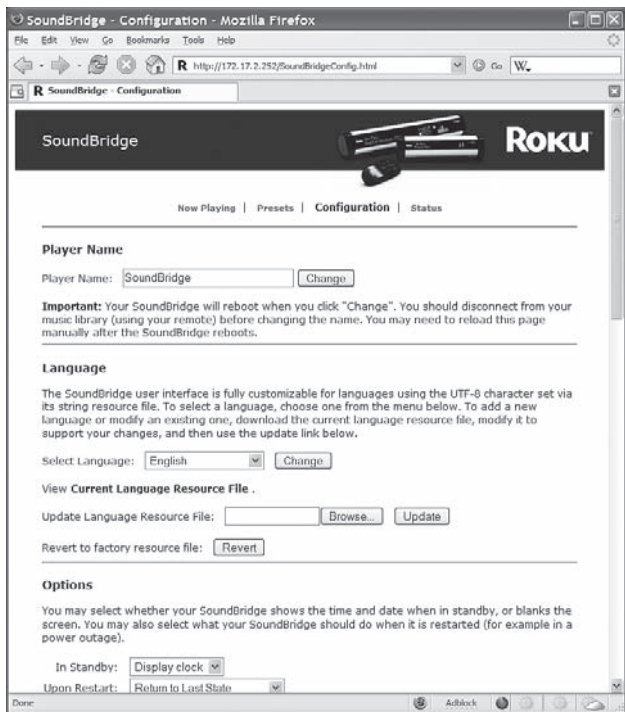 SoundBridge - Configuration - Mozilla Firefox
File Edit View Go Bookmarks Tools Help
R http://172.17.2.252/SoundBridgeConfig.html Go W.
R SoundBridge - Configuration
SoundBridge
ROKU
Now Playing | Presets | Configuration | Status
Player Name
Player Name: SoundBridge Change
Important: Your SoundBridge will reboot when you click "Change". You should disconnect from your
music library (using your remote) before changing the name. You may need to reload this page
manually after the SoundBridge reboots.
Language
The SoundBridge user interface is fully customizable for languages using the UTF-8 character set via
its string resource file. To select a language, choose one from the menu below. To add a new
language or modify an existing one, download the current language resource file, modify it to
support your changes, and then use the update link below.
Select Language: English Change
View Current Language Resource File .
Update Language Resource File: Browse... Update
Revert to factory resource file: Revert
Options
You may select whether your SoundBridge shows the time and date when in standby, or blanks the
screen. You may also select what your SoundBridge should do when it is restarted (for example in a
power outage).
In Standby: Display clock
Upon Restart: Return to Last State
Done Adblock